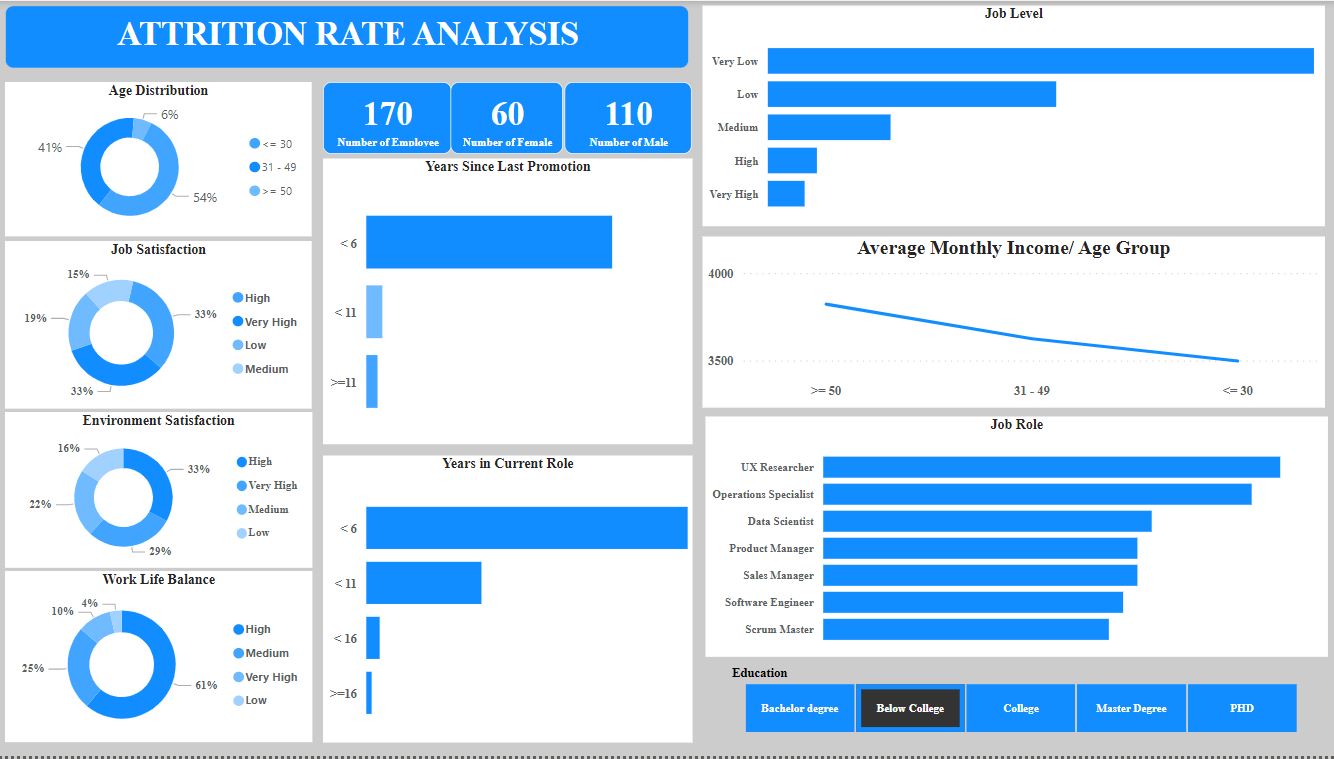 ATTRITION RATE ANALYSIS
Age Distribution
6%
41%
54%
<= 30
31 - 49
>= 50
Job Satisfaction
15%
19%
33%
33%
High
Very High
Low
Medium
Environment Satisfaction
16%
33%
22%
29%
High
Very High
Medium
Low
Work Life Balance
4%
10%
25%
61%
High
Medium
Very High
Low
170
Number of Employee
60
Number of Female
110
Number of Male
Years Since Last Promotion
< 6
< 11
>=11
Years in Current Role
< 6
< 11
< 16
>=16
Job Level
Very Low
Low
Medium
High
Very High
Average Monthly Income/ Age Group
4000
3500
>= 50
31 - 49
<= 30
Job Role
UX Researcher
Operations Specialist
Data Scientist
Product Manager
Sales Manager
Software Engineer
Scrum Master
Education
Bachelor degree
Below College
College
Master Degree
PHD